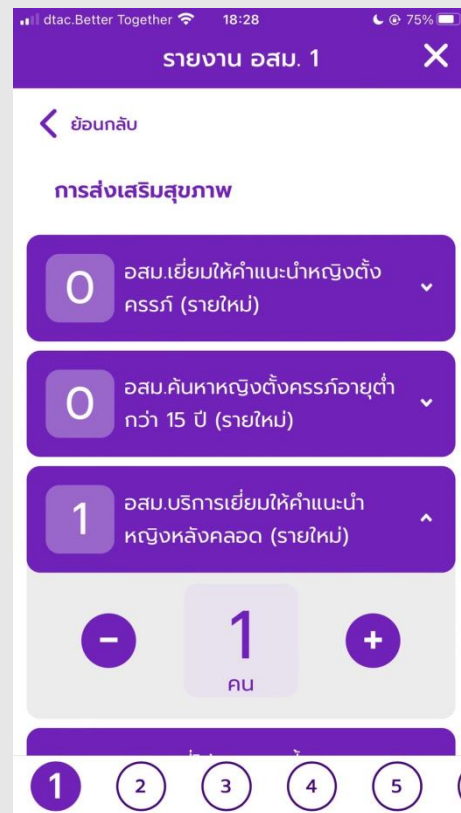 dtac.Better Together 18:28 75%
รายงาน อสม. 1
ย้อนกลับ
การส่งเสริมสุขภาพ
0
อสม.เยี่ยมให้คำแนะนำหญิงตั้ง
ครรภ์ (รายใหม่)
0
อสม.ค้นหาหญิงตั้งครรภ์อายุต่ำ
กว่า 15 ปี (รายใหม่)
1
อสม.บริการเยี่ยมให้คำแนะนำ
หญิงหลังคลอด (รายใหม่)
- 1 +
คน
1 2 3 4 5